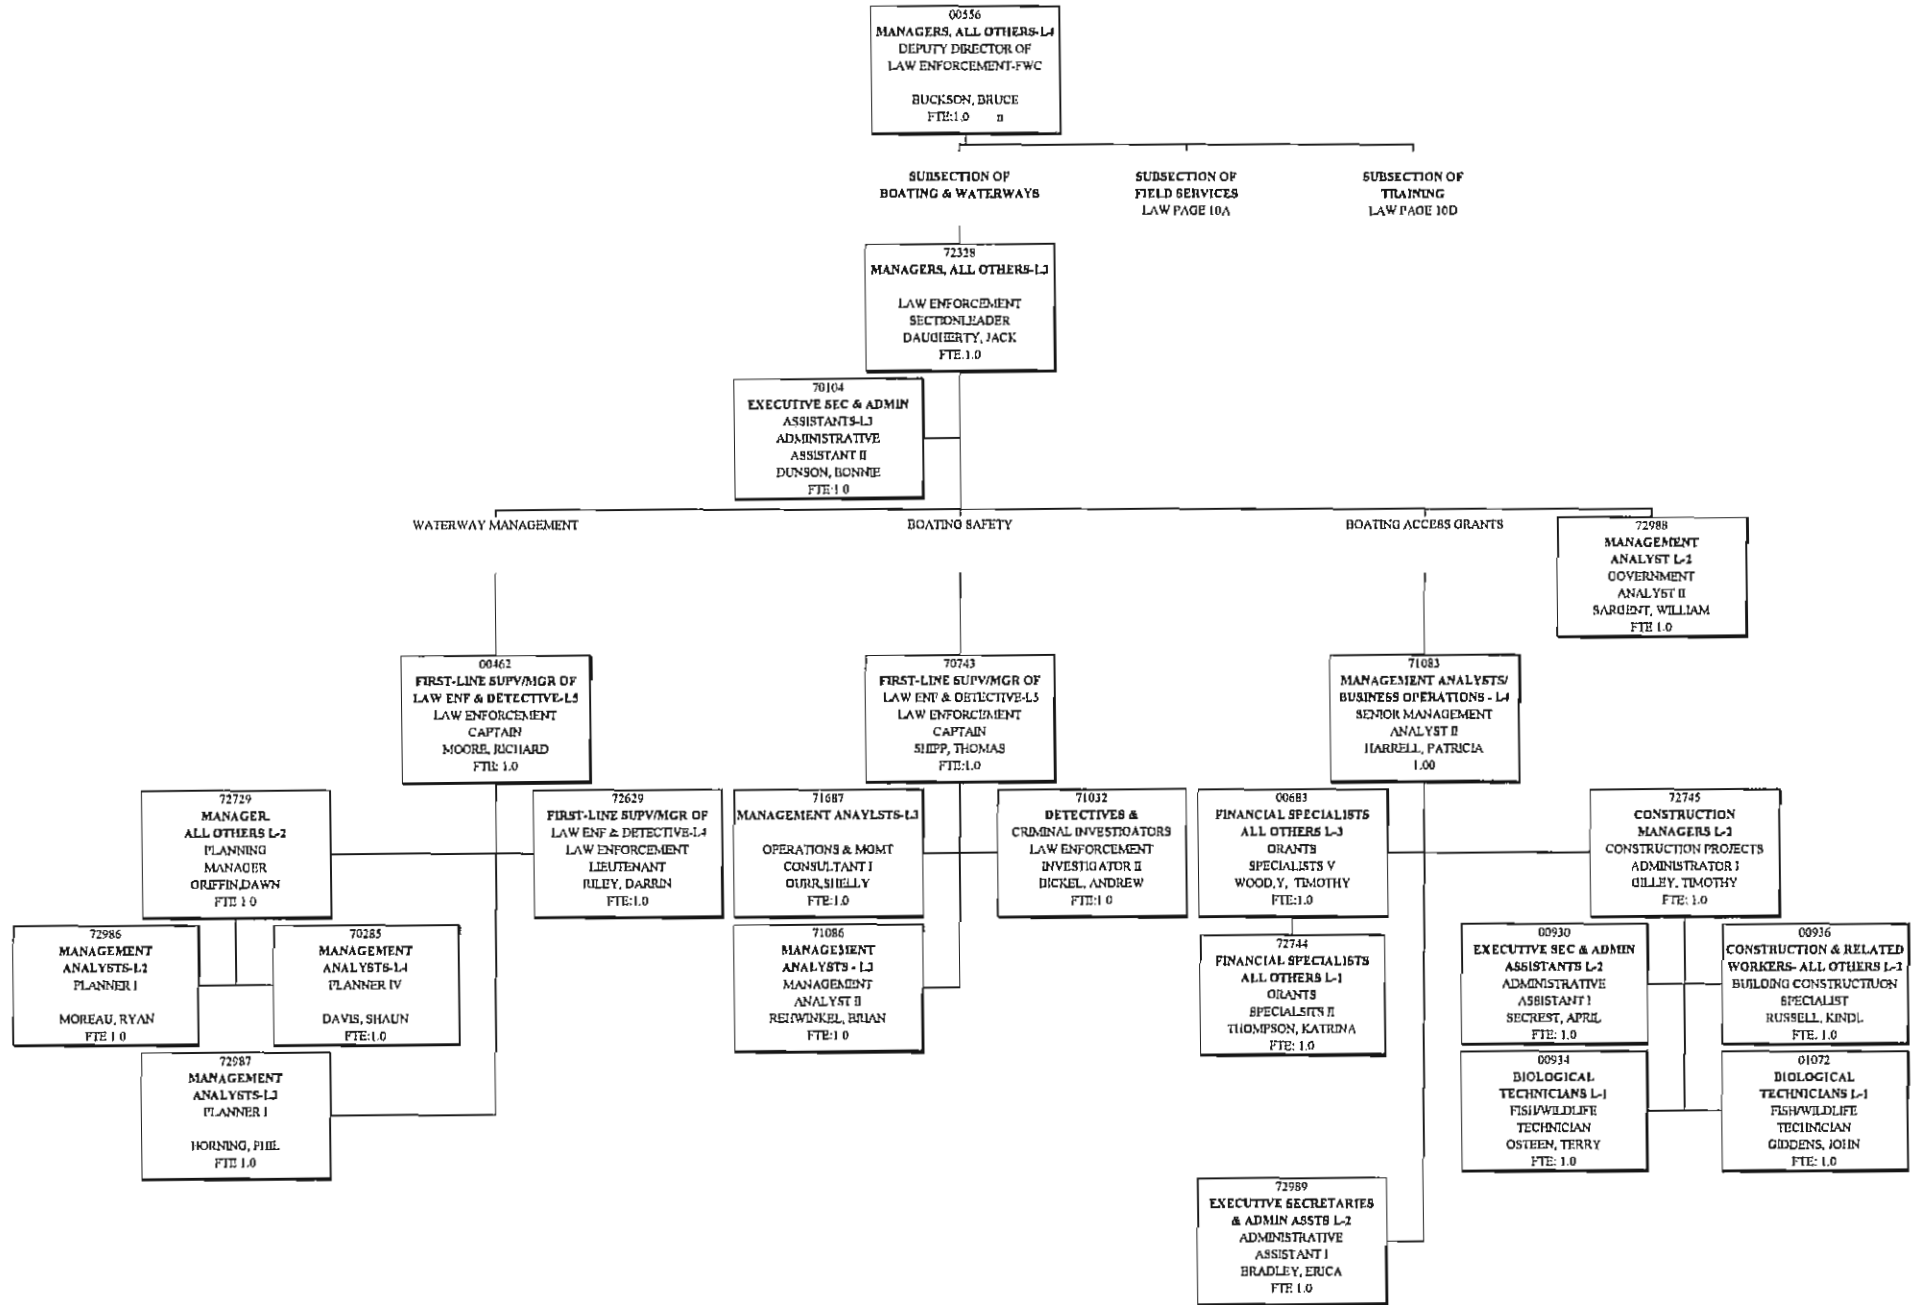 00556
MANAGERS, ALL OTHERS-L4
DEPUTY DIRECTOR OF
LAW ENFORCEMENT-FWC
BUCKSON, BRUCE
FTE:1.0 n
SUBSECTION OF
BOATING & WATERWAYS
SUBSECTION OF
FIELD SERVICES
LAW PAGE 10A
SUBSECTION OF
TRAINING
LAW PAGE 10D
72328
MANAGERS, ALL OTHERS-L3
LAW ENFORCEMENT
SECTIONLEADER
DAUGHERTY, JACK
FTE:1.0
70104
EXECUTIVE SEC & ADMIN
ASSISTANTS-L3
ADMINISTRATIVE
ASSISTANT II
DUNSON, BONNIE
FTE:1.0
WATERWAY MANAGEMENT
BOATING SAFETY
BOATING ACCESS GRANTS
72988
MANAGEMENT
ANALYST L-2
GOVERNMENT
ANALYST II
SARGENT, WILLIAM
FTE 1.0
00462
FIRST-LINE SUPV/MGR OF
LAW ENF & DETECTIVE-L5
LAW ENFORCEMENT
CAPTAIN
MOORE, RICHARD
FTE: 1.0
70743
FIRST-LINE SUPV/MGR OF
LAW ENF & DETECTIVE-L5
LAW ENFORCEMENT
CAPTAIN
SHIPP, THOMAS
FTE:1.0
71083
MANAGEMENT ANALYSTS/
BUSINESS OPERATIONS - L4
SENIOR MANAGEMENT
ANALYST II
HARRELL, PATRICIA
1.00
72729
MANAGER
ALL OTHERS L-2
PLANNING
MANAGER
GRIFFIN,DAWN
FTE 1.0
72629
FIRST-LINE SUPV/MGR OF
LAW ENF & DETECTIVE-L4
LAW ENFORCEMENT
LIEUTENANT
RILEY, DARRIN
FTE:1.0
71687
MANAGEMENT ANAYLSTS-L3
OPERATIONS & MGMT
CONSULTANT I
GURR,SHELLY
FTE:1.0
71032
DETECTIVES &
CRIMINAL INVESTIGATORS
LAW ENFORCEMENT
INVESTIGATOR II
BICKEL, ANDREW
FTE:1.0
00683
FINANCIAL SPECIALISTS
ALL OTHERS L-3
GRANTS
SPECIALISTS V
WOOD,Y, TIMOTHY
FTE:1.0
72745
CONSTRUCTION
MANAGERS L-2
CONSTRUCTION PROJECTS
ADMINISTRATOR I
GILLEY, TIMOTHY
FTE: 1.0
72986
MANAGEMENT
ANALYSTS-L2
PLANNER I
MOREAU, RYAN
FTE 1.0
70285
MANAGEMENT
ANALYSTS-L4
PLANNER IV
DAVIS, SHAUN
FTE:1.0
71086
MANAGEMENT
ANALYSTS - L3
MANAGEMENT
ANALYST II
REHWINKEL, BRIAN
FTE:1.0
72744
FINANCIAL SPECIALISTS
ALL OTHERS L-1
GRANTS
SPECIALSITS II
THOMPSON, KATRINA
FTE: 1.0
00930
EXECUTIVE SEC & ADMIN
ASSISTANTS L-2
ADMINISTRATIVE
ASSISTANT I
SECREST, APRIL
FTE: 1.0
00936
CONSTRUCTION & RELATED
WORKERS- ALL OTHERS L-2
BUILDING CONSTRUCTIUON
SPECIALIST
RUSSELL, KINDL
FTE. 1.0
72987
MANAGEMENT
ANALYSTS-L2
PLANNER I
HORNING, PHIL
FTE 1.0
00934
BIOLOGICAL
TECHNICIANS L-1
FISH/WILDLIFE
TECHNICIAN
OSTEEN, TERRY
FTE: 1.0
01072
BIOLOGICAL
TECHNICIANS L-1
FISH/WILDLIFE
TECHNICIAN
GIDDENS, JOHN
FTE: 1.0
72989
EXECUTIVE SECRETARIES
& ADMIN ASSTS L-2
ADMINISTRATIVE
ASSISTANT I
BRADLEY, ERICA
FTE 1.0